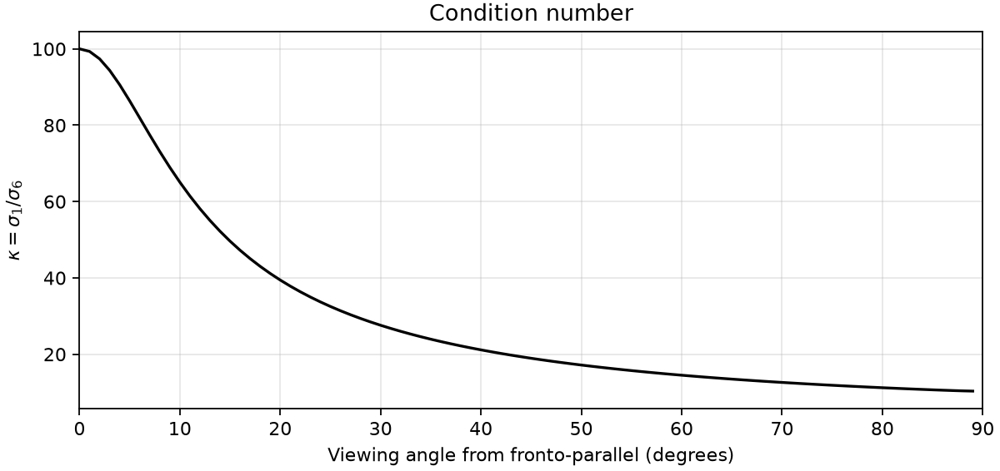 Condition number
κ = σ₁/σ₆
100
80
60
40
20
0 10 20 30 40 50 60 70 80 90
Viewing angle from fronto-parallel (degrees)